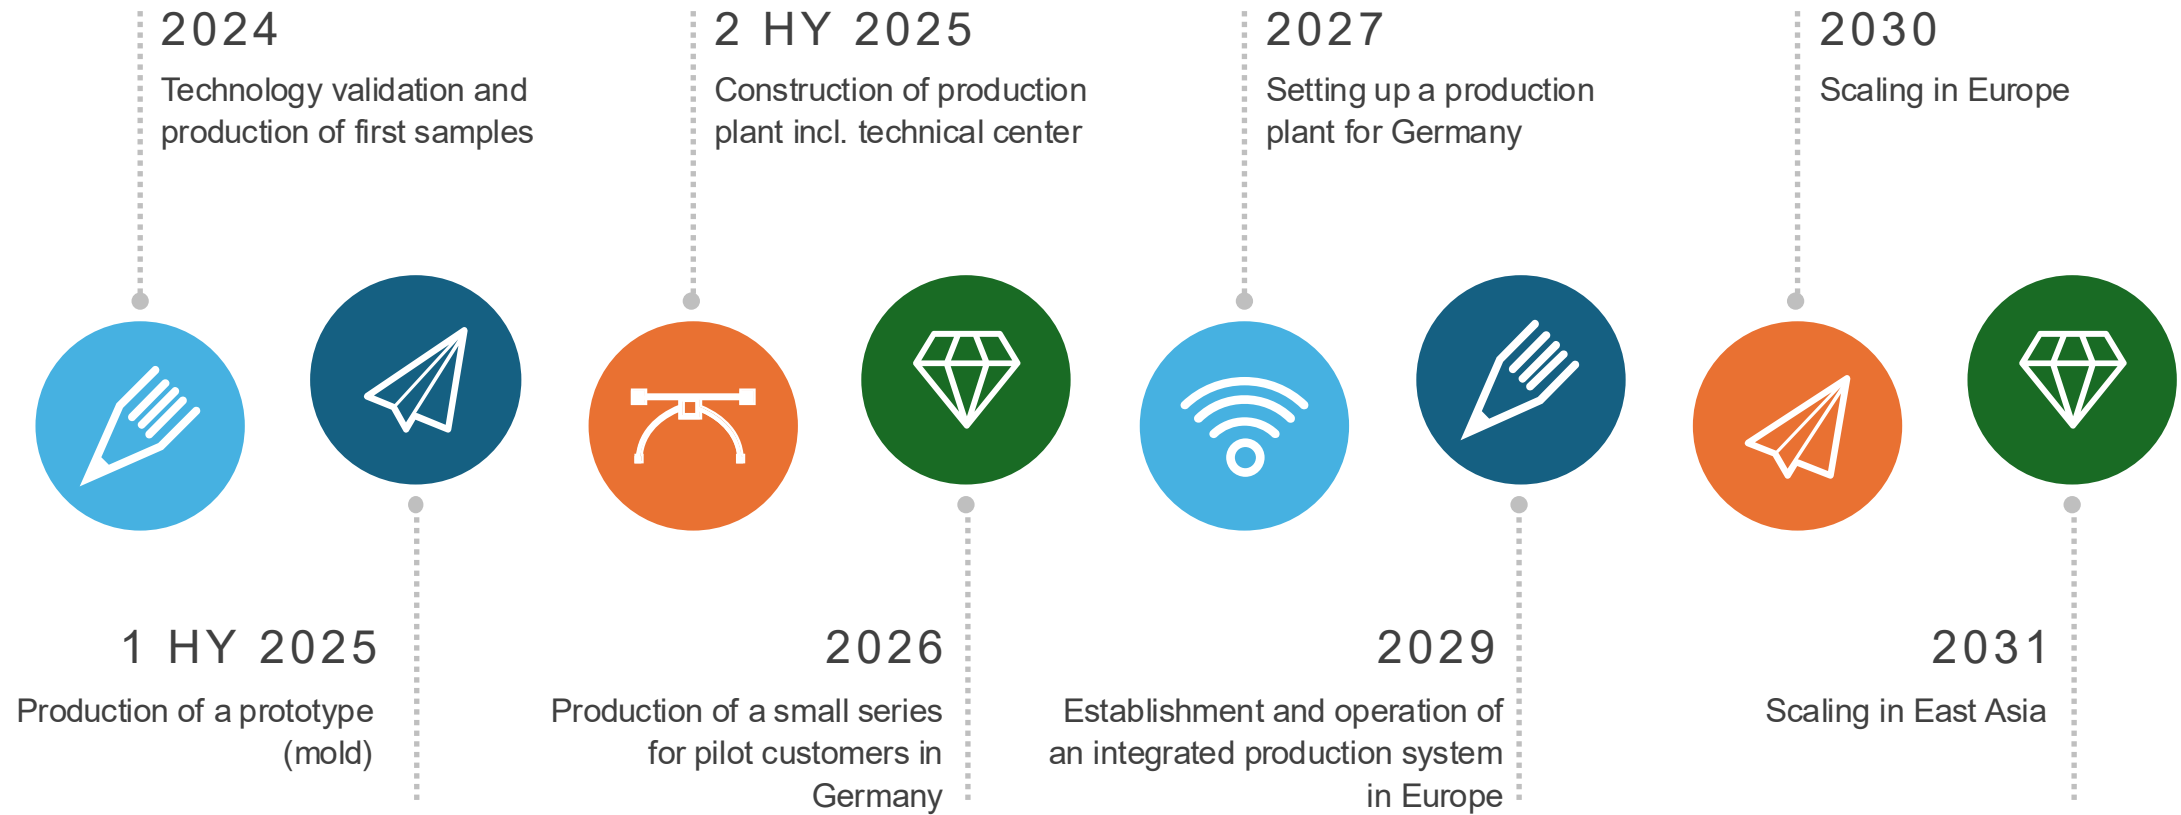 2024
Technology validation and
production of first samples
1 HY 2025
Production of a prototype
(mold)
2 HY 2025
Construction of production
plant incl. technical center
2026
Production of a small series
for pilot customers in
Germany
2027
Setting up a production
plant for Germany
2029
Establishment and operation of
an integrated production system
in Europe
2030
Scaling in Europe
2031
Scaling in East Asia